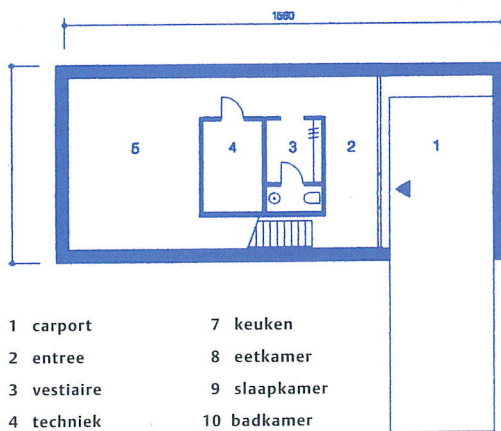 1560
5
4
3
2
1
1 carport
2 entree
3 vestiaire
4 techniek
7 keuken
8 eetkamer
9 slaapkamer
10 badkamer